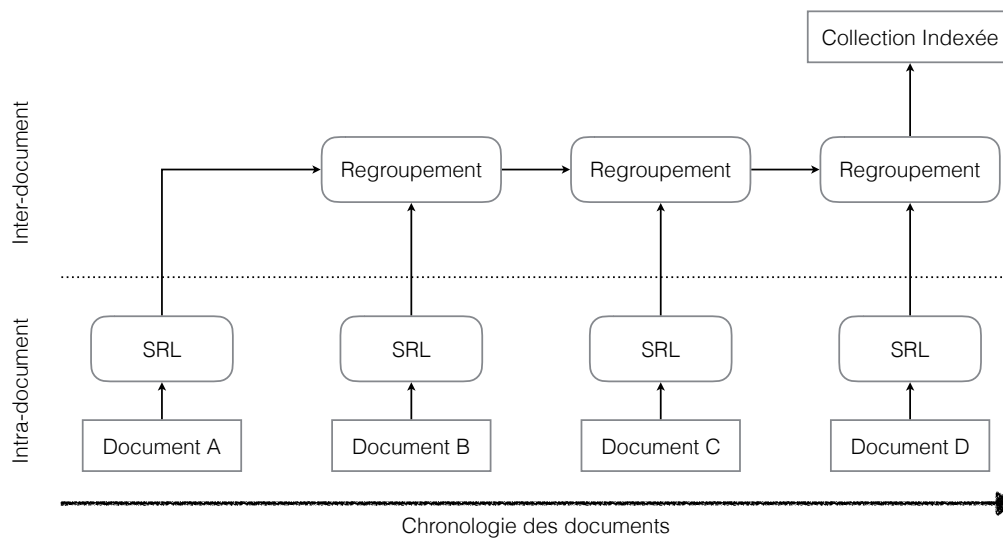 Collection Indexée
Inter-document
Regroupement
Regroupement
Regroupement
Intra-document
SRL
SRL
SRL
SRL
Document A
Document B
Document C
Document D
Chronologie des documents